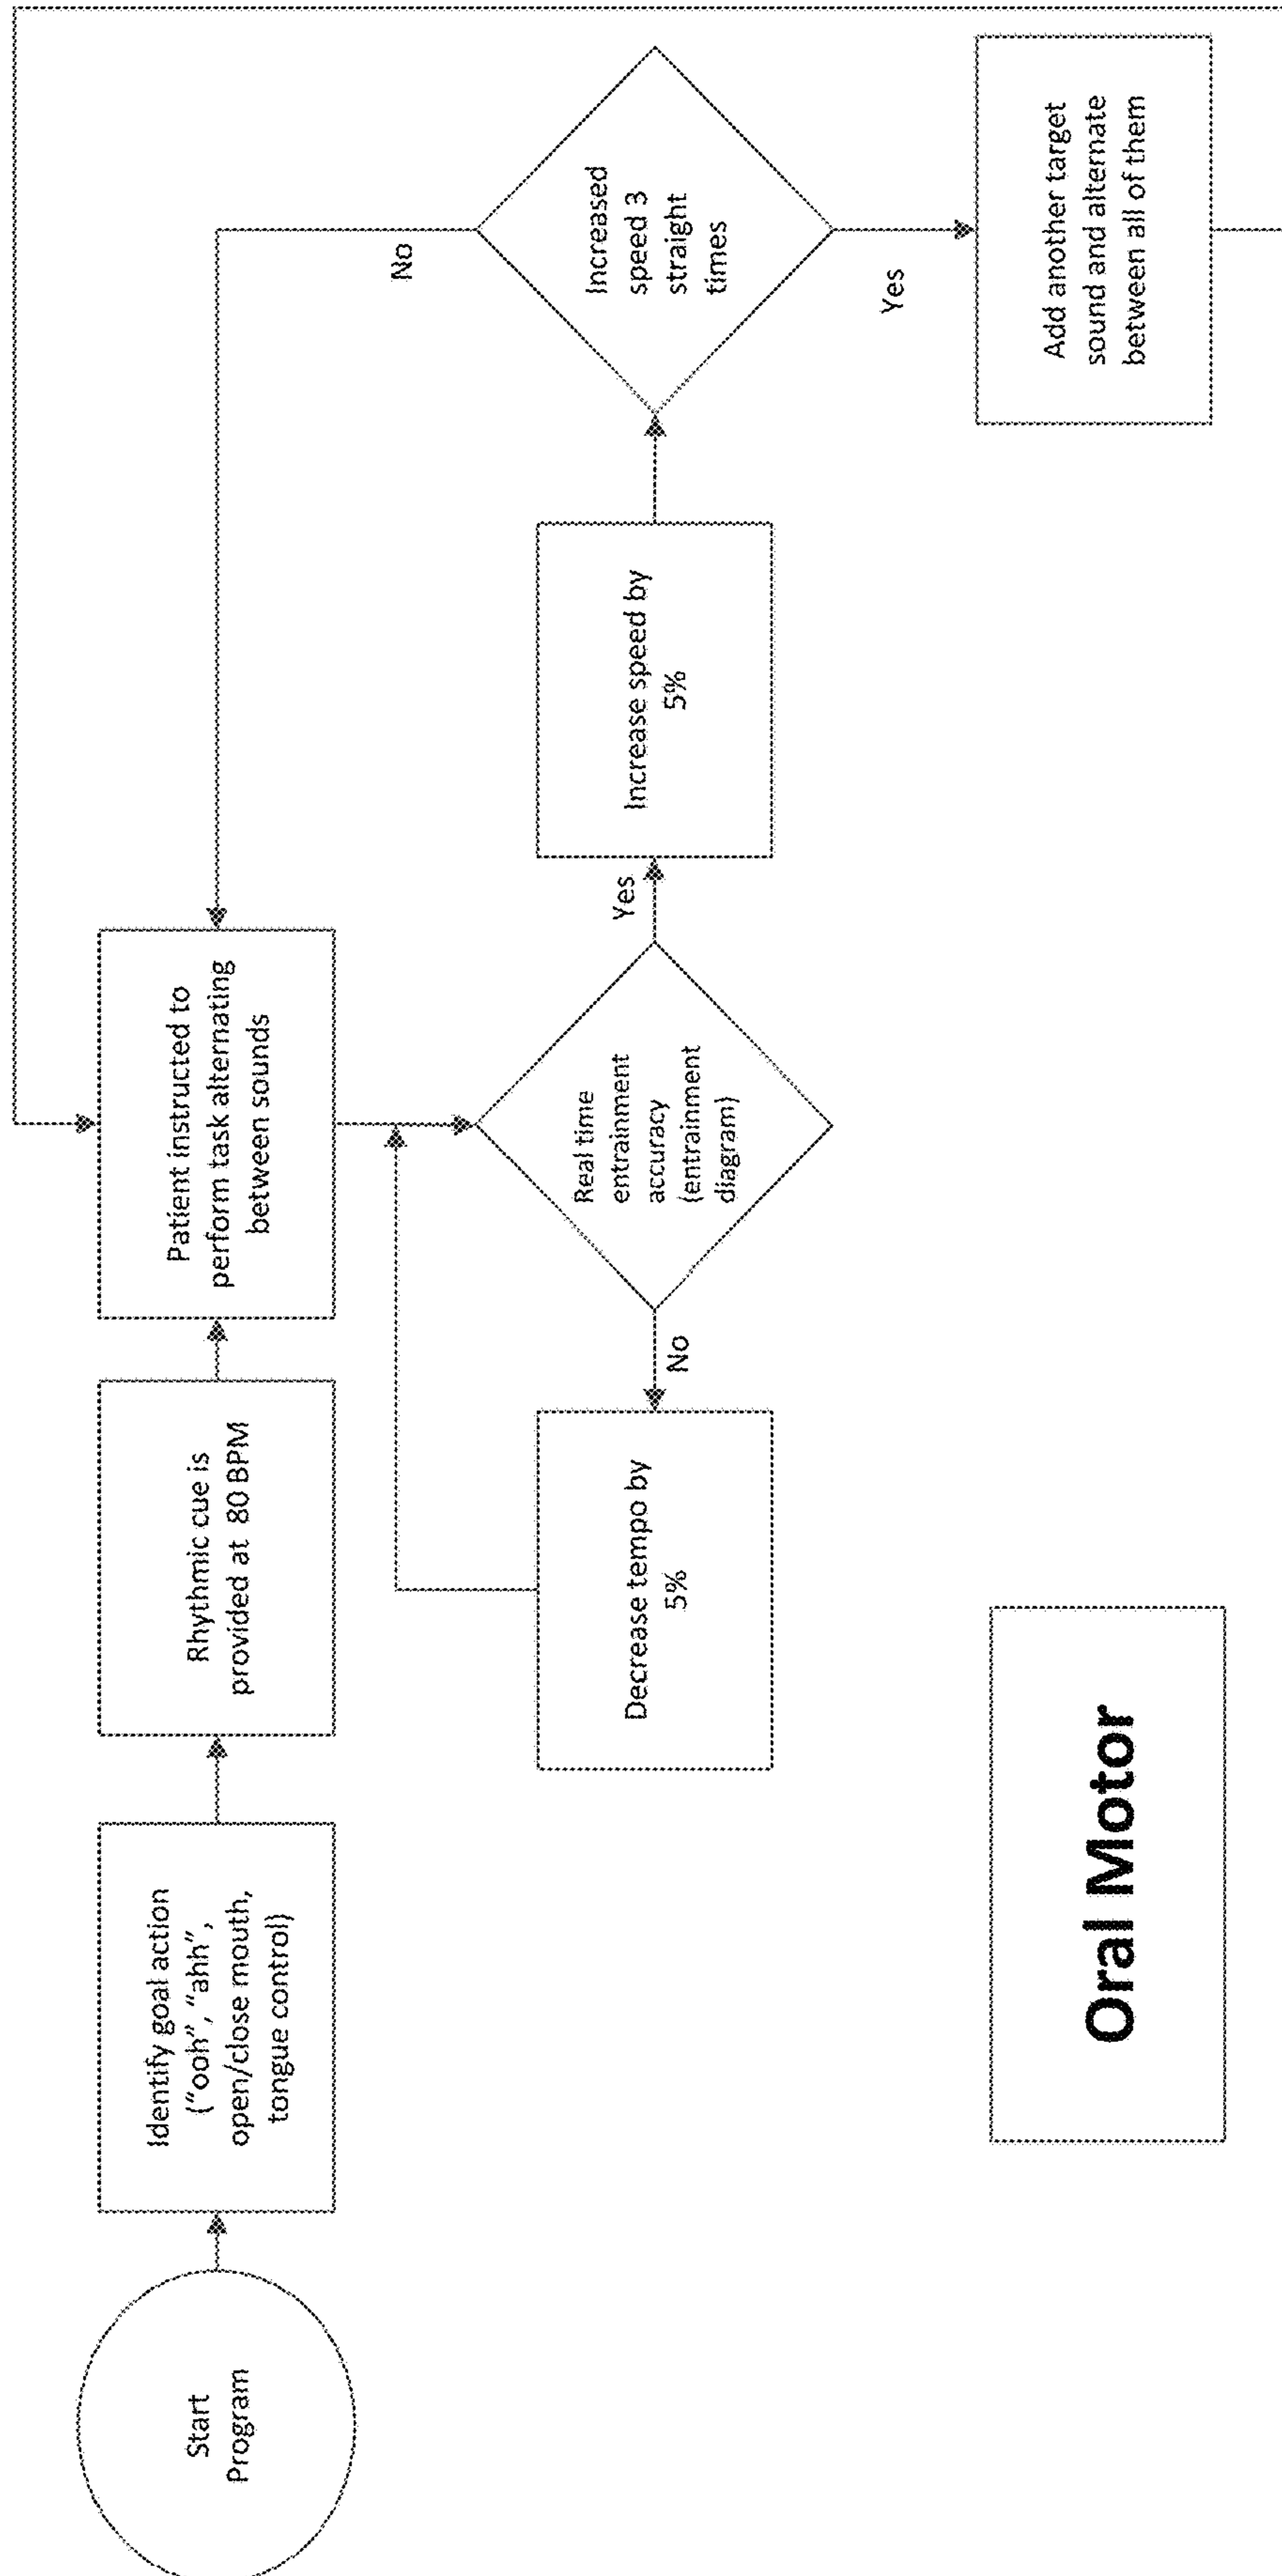 Start
Program
Identify goal action
("ooh", "ahh",
open/close mouth,
tongue control)
Rhythmic cue is
provided at 80 BPM
Patient instructed to
perform task alternating
between sounds
Decrease tempo by
5%
No
Real time
entrainment
accuracy
(entrainment
diagram)
Yes
Increase speed by
5%
Increased
speed 3
straight
times
No
Yes
Add another target
sound and alternate
between all of them
Oral Motor